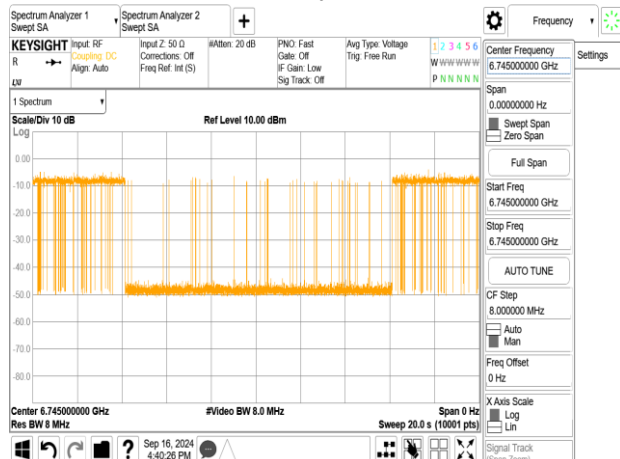 Spectrum Analyzer 1
Swept SA
Spectrum Analyzer 2
Swept SA
+
Frequency
KEYSIGHT
R
LXI
Input: RF
Coupling: DC
Align: Auto
Input Z: 50 Ω
Corrections: Off
Freq Ref: Int (S)
#Atten: 20 dB
PNO: Fast
Gate: Off
IF Gain: Low
Sig Track: Off
Avg Type: Voltage
Trig: Free Run
1 2 3 4 5 6
W W W W W W
P N N N N N
Center Frequency
6.745000000 GHz
Settings
Span
0.00000000 Hz
Swept Span
Zero Span
Full Span
Start Freq
6.745000000 GHz
Stop Freq
6.745000000 GHz
AUTO TUNE
CF Step
8.000000 MHz
Auto
Man
Freq Offset
0 Hz
X Axis Scale
Log
Lin
Signal Track
(Span Zoom)
1 Spectrum
Scale/Div 10 dB
Ref Level 10.00 dBm
Log
0.00
-10.0
-20.0
-30.0
-40.0
-50.0
-60.0
-70.0
-80.0
Center 6.745000000 GHz
#Video BW 8.0 MHz
Span 0 Hz
Res BW 8 MHz
Sweep 20.0 s (10001 pts)
?
Sep 16, 2024
4:40:26 PM